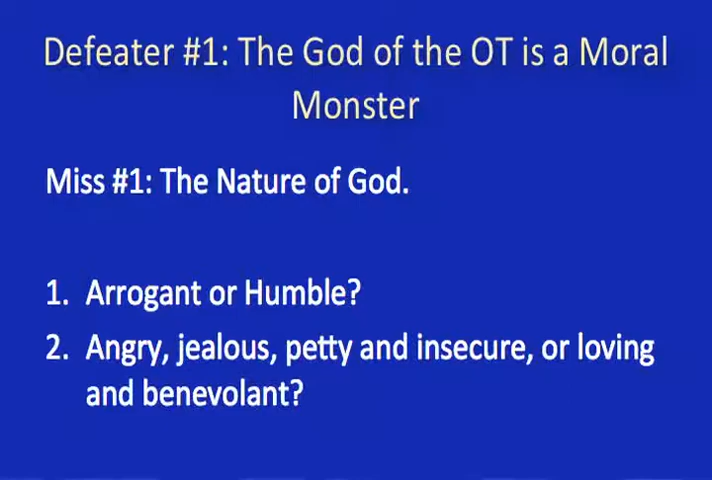 Defeater #1: The God of the OT is a Moral
Monster
Miss #1: The Nature of God.
1. Arrogant or Humble?
2. Angry, jealous, petty and insecure, or loving
and benevolant?